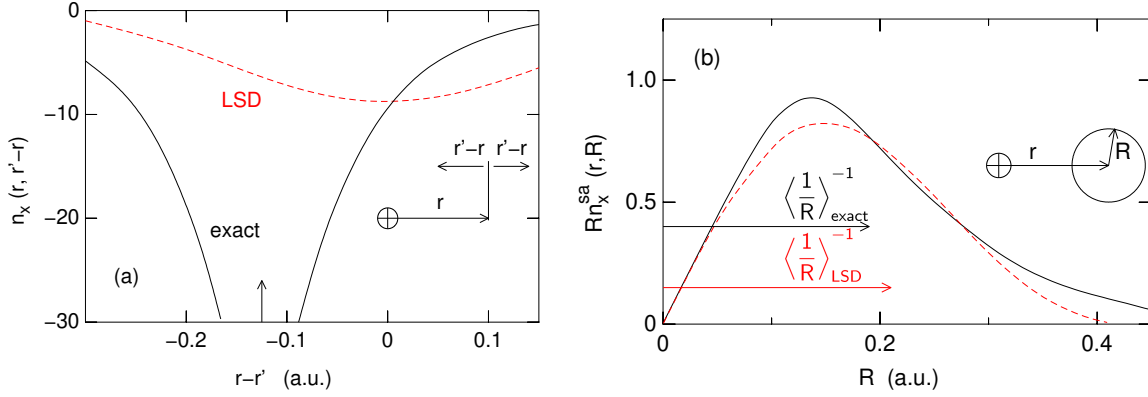 0
−10
−20
−30
n_x (r, r'−r)
LSD
exact
(a)
r'−r r'−r
r
−0.2 −0.1 0 0.1
r−r' (a.u.)
(b)
1.0
0.5
0
Rn_x^sa (r,R)
r
R
⟨1/R⟩^−1_exact
⟨1/R⟩^−1_LSD
0 0.2 0.4
R (a.u.)